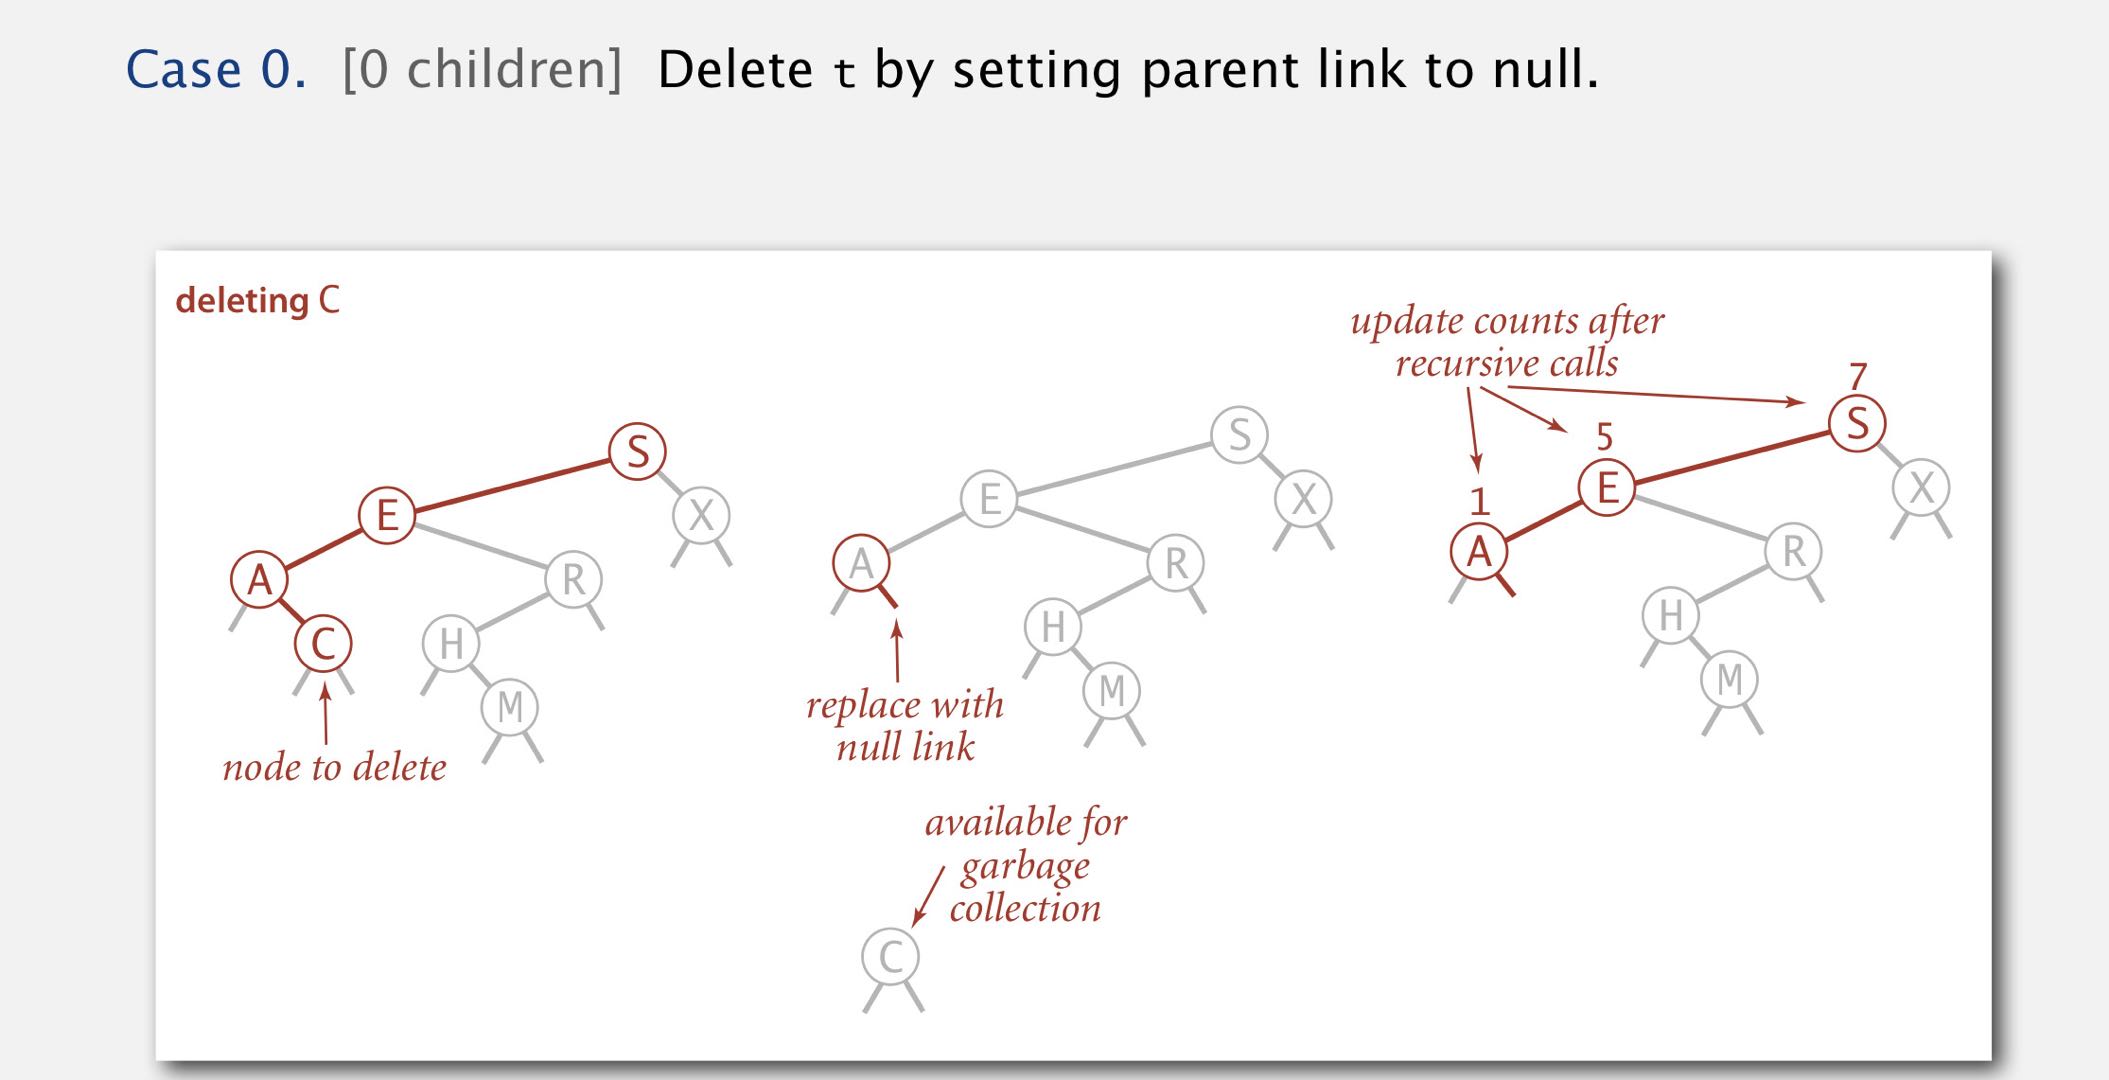 Case 0. [0 children] Delete t by setting parent link to null.
deleting C
S
E
X
A
R
C
H
M
node to delete
S
E
X
A
R
H
M
replace with
null link
available for
garbage
collection
C
update counts after
recursive calls
7
S
5
E
X
1
A
R
H
M